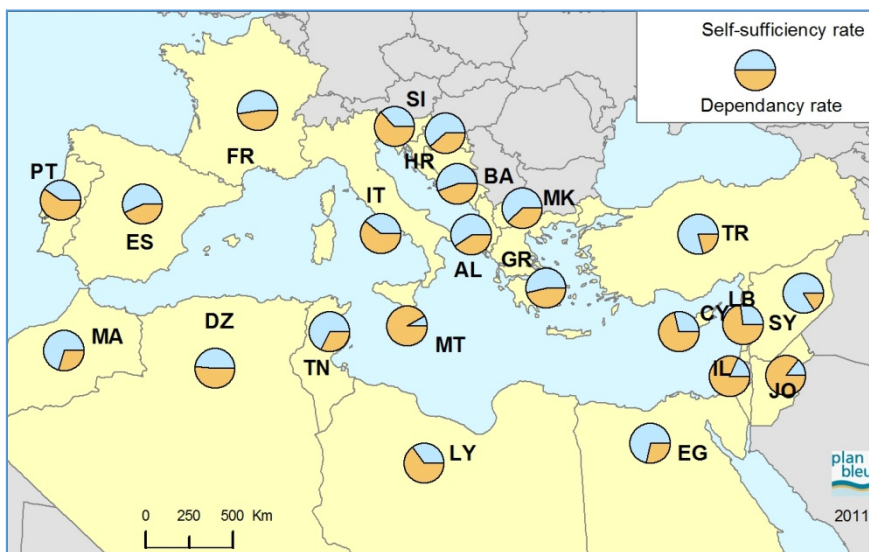 Self-sufficiency rate
Dependancy rate
SI
FR
HR
PT
BA
IT
MK
ES
TR
AL
GR
DZ
LB
CY
SY
MA
TN
MT
IL
JO
LY
EG
plan
bleu
0 250 500 Km
2011